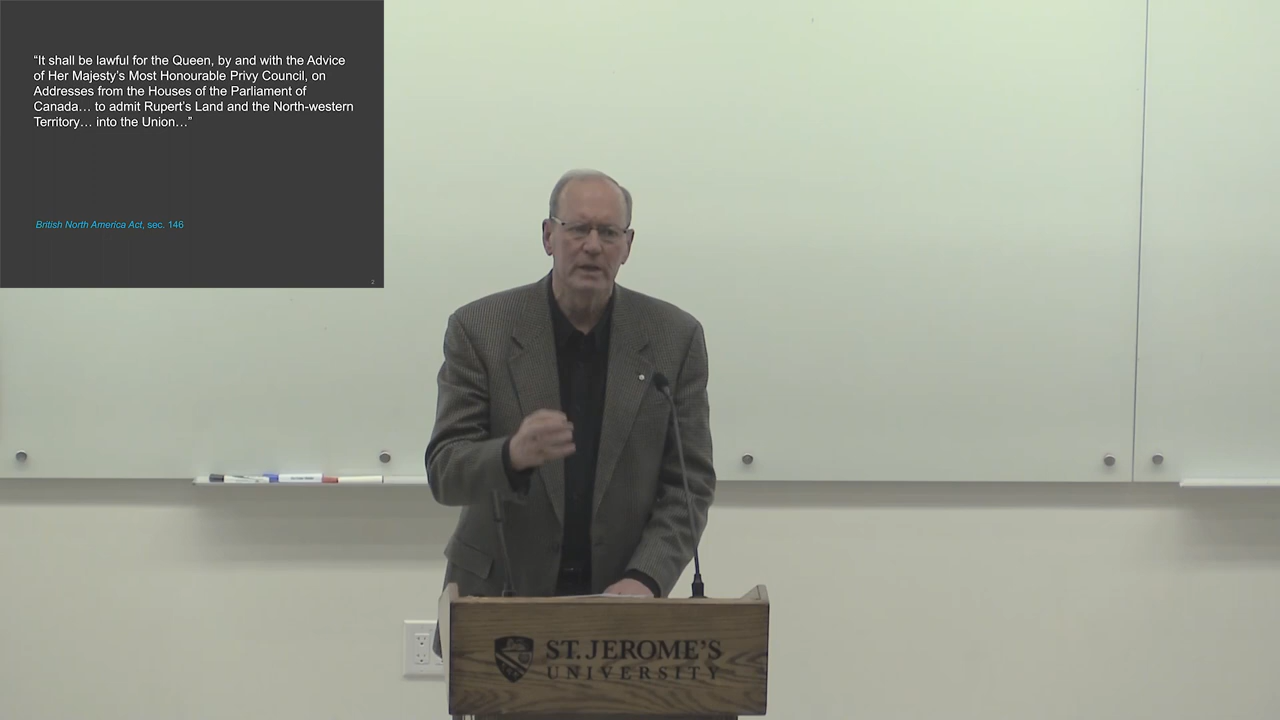 “It shall be lawful for the Queen, by and with the Advice
of Her Majesty’s Most Honourable Privy Council, on
Addresses from the Houses of the Parliament of
Canada… to admit Rupert’s Land and the North-western
Territory… into the Union…”
British North America Act, sec. 146
2
ST. JEROME’S
UNIVERSITY